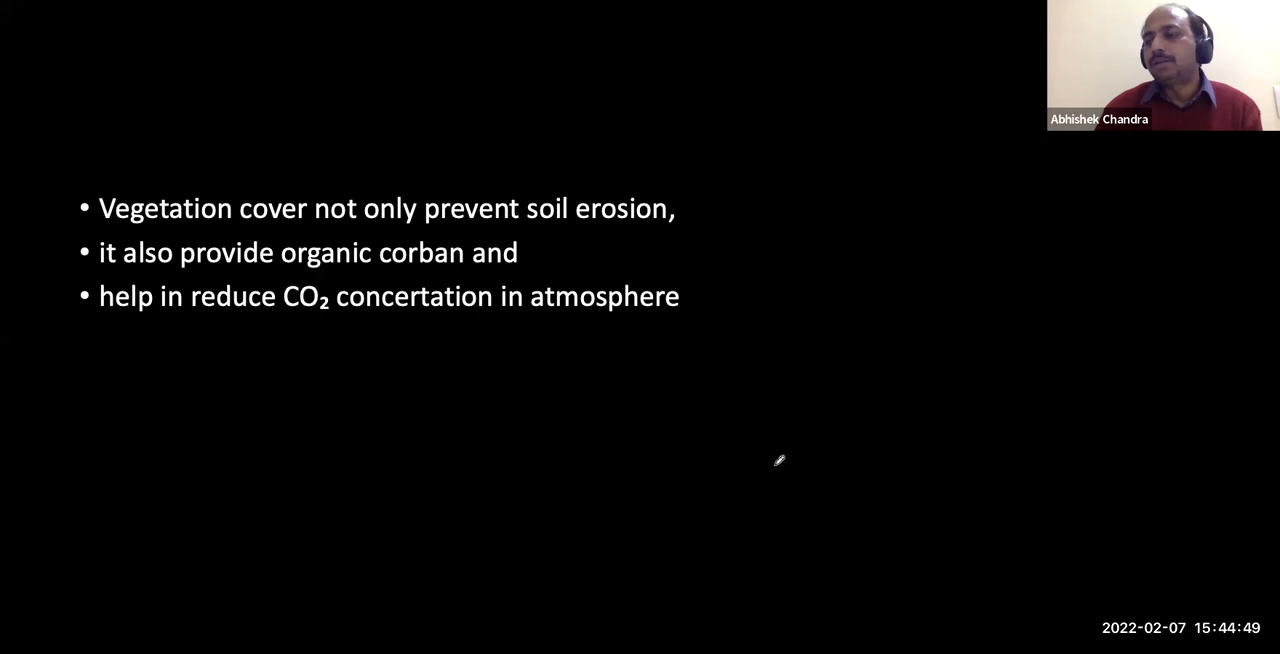 Abhishek Chandra
• Vegetation cover not only prevent soil erosion,
• it also provide organic corban and
• help in reduce CO₂ concertation in atmosphere
2022-02-07 15:44:49